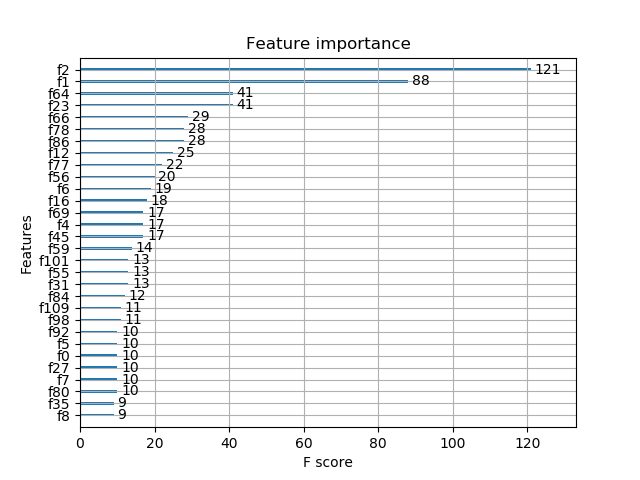 Feature importance
f2 121
f1 88
f64 41
f23 41
f66 29
f78 28
f86 28
f12 25
f77 22
f56 20
f6 19
f16 18
f69 17
f4 17
f45 17
f59 14
f101 13
f55 13
f31 13
f84 12
f109 11
f98 11
f92 10
f5 10
f0 10
f27 10
f7 10
f80 10
f35 9
f8 9
Features
0 20 40 60 80 100 120
F score